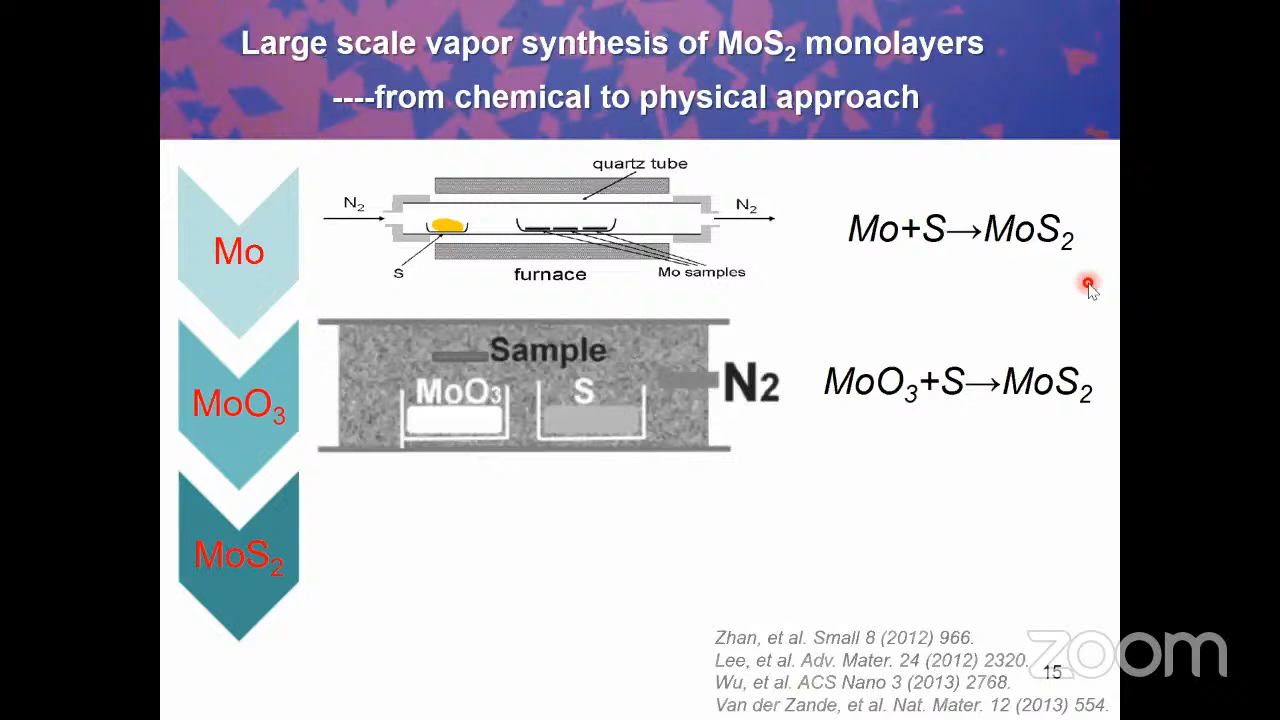 Large scale vapor synthesis of MoS2 monolayers
----from chemical to physical approach
Mo
MoO3
MoS2
quartz tube
N2
N2
S
furnace
Mo samples
Mo+S→MoS2
Sample
MoO3
S
N2
MoO3+S→MoS2
Zhan, et al. Small 8 (2012) 966.
Lee, et al. Adv. Mater. 24 (2012) 2320.
Wu, et al. ACS Nano 3 (2013) 2768.
Van der Zande, et al. Nat. Mater. 12 (2013) 554.
15
zoom